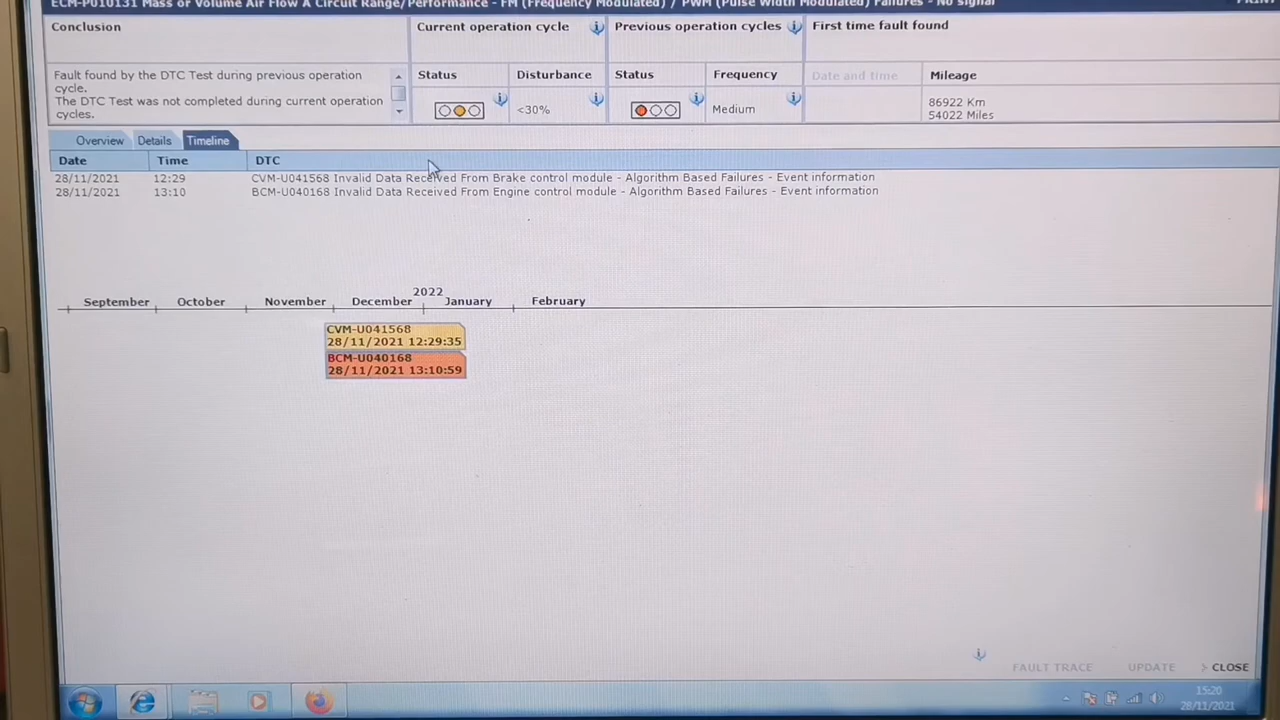 ECM-P010131 Mass or Volume Air Flow A Circuit Range/Performance - FM (Frequency Modulated) / PWM (Pulse Width Modulated) Failures - No signal
PRINT
Conclusion
Current operation cycle
Previous operation cycles
First time fault found
Fault found by the DTC Test during previous operation
cycle.
The DTC Test was not completed during current operation
cycles.
Status
Disturbance
Status
Frequency
Date and time
Mileage
<30%
Medium
86922 Km
54022 Miles
Overview
Details
Timeline
Date
Time
DTC
28/11/2021
12:29
CVM-U041568 Invalid Data Received From Brake control module - Algorithm Based Failures - Event information
28/11/2021
13:10
BCM-U040168 Invalid Data Received From Engine control module - Algorithm Based Failures - Event information
2022
September
October
November
December
January
February
CVM-U041568
28/11/2021 12:29:35
BCM-U040168
28/11/2021 13:10:59
FAULT TRACE
UPDATE
CLOSE
15:20
28/11/2021